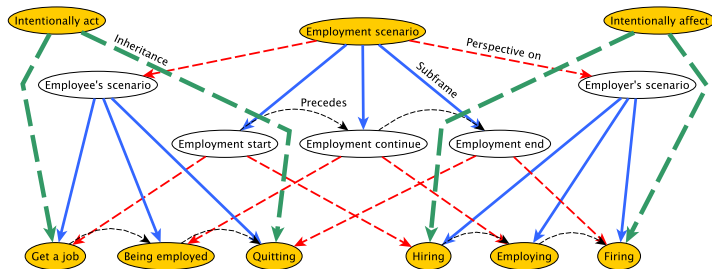 Intentionally act
Employment scenario
Intentionally affect
Inheritance
Perspective on
Subframe
Employee's scenario
Employer's scenario
Precedes
Employment start
Employment continue
Employment end
Get a job
Being employed
Quitting
Hiring
Employing
Firing